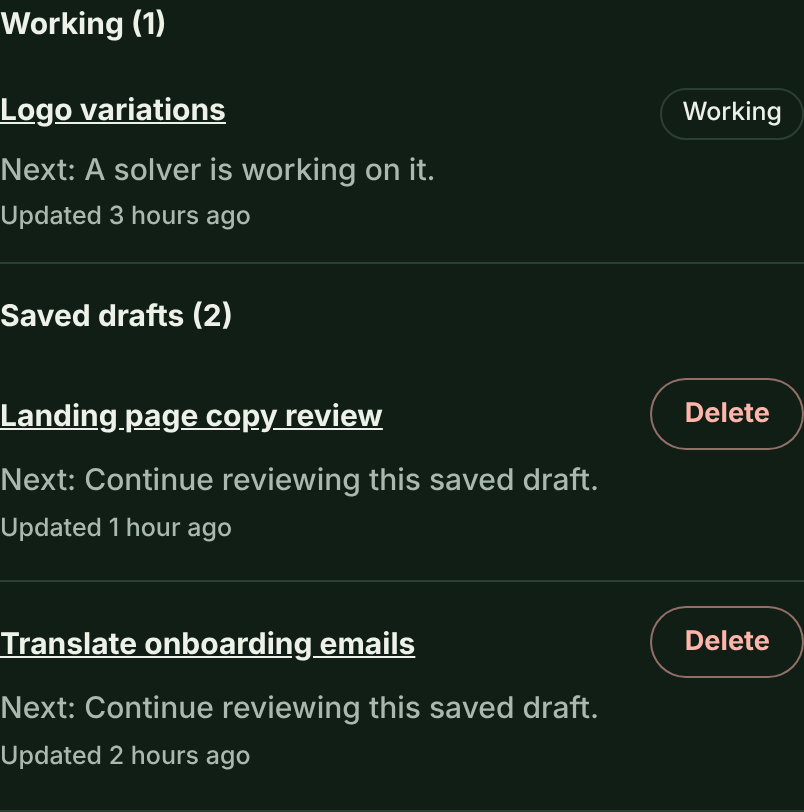 Working (1)
Logo variations
Working
Next: A solver is working on it.
Updated 3 hours ago
Saved drafts (2)
Landing page copy review
Delete
Next: Continue reviewing this saved draft.
Updated 1 hour ago
Translate onboarding emails
Delete
Next: Continue reviewing this saved draft.
Updated 2 hours ago